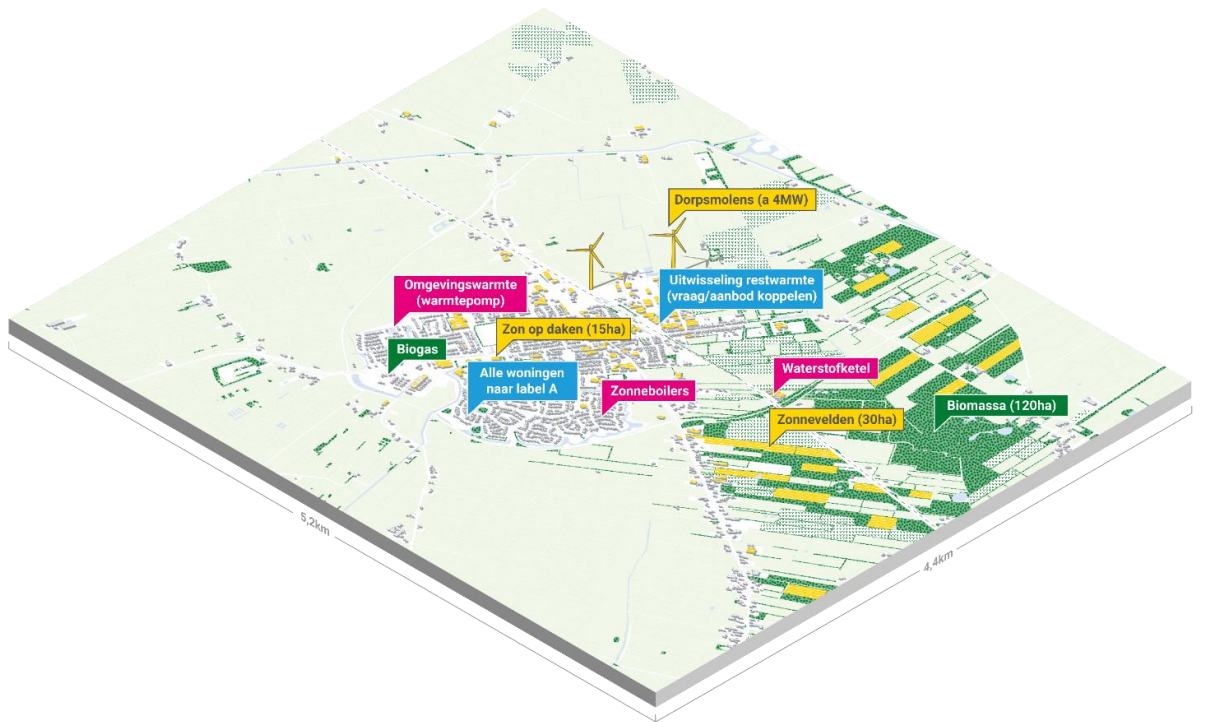 Dorpsmolens (a 4MW)
Omgevingswarmte
(warmtepomp)
Uitwisseling restwarmte
(vraag/aanbod koppelen)
Zon op daken (15ha)
Biogas
Alle woningen
naar label A
Zonneboilers
Waterstofketel
Zonnevelden (30ha)
Biomassa (120ha)
5,2km
4,4km